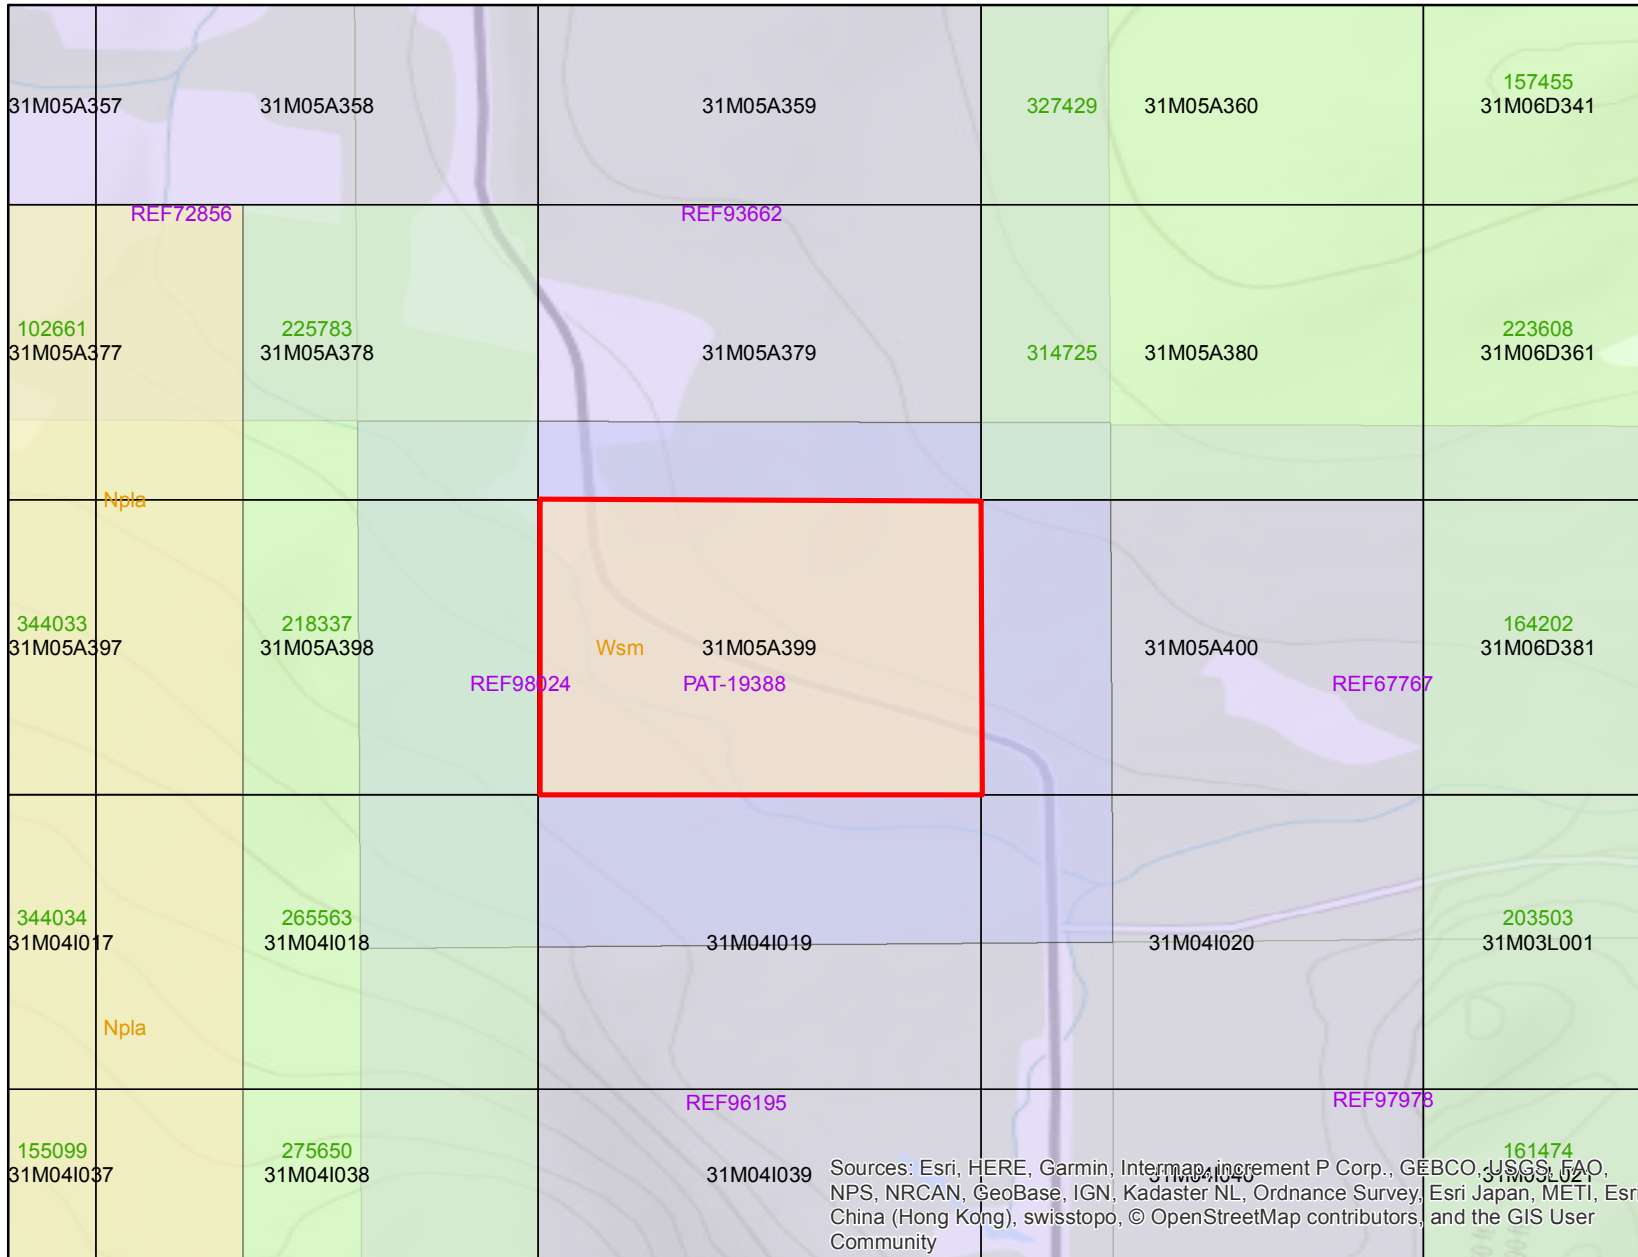 157455
31M05A357 31M05A358 31M05A359 327429 31M05A360 31M06D341
REF72856 REF93662
102661 225783 223608
31M05A377 31M05A378 31M05A379 314725 31M05A380 31M06D361
Npla
344033 218337 164202
31M05A397 31M05A398 Wsm 31M05A399 31M05A400 31M06D381
REF98024 PAT-19388 REF67767
344034 265563 203503
31M04I017 31M04I018 31M04I019 31M04I020 31M03L001
Npla
REF96195 REF97978
155099 275650 161474
31M04I037 31M04I038 31M04I039 31M04I040 31M03L021
Sources: Esri, HERE, Garmin, Intermap, increment P Corp., GEBCO, USGS, FAO,
NPS, NRCAN, GeoBase, IGN, Kadaster NL, Ordnance Survey, Esri Japan, METI, Esri
China (Hong Kong), swisstopo, © OpenStreetMap contributors, and the GIS User
Community